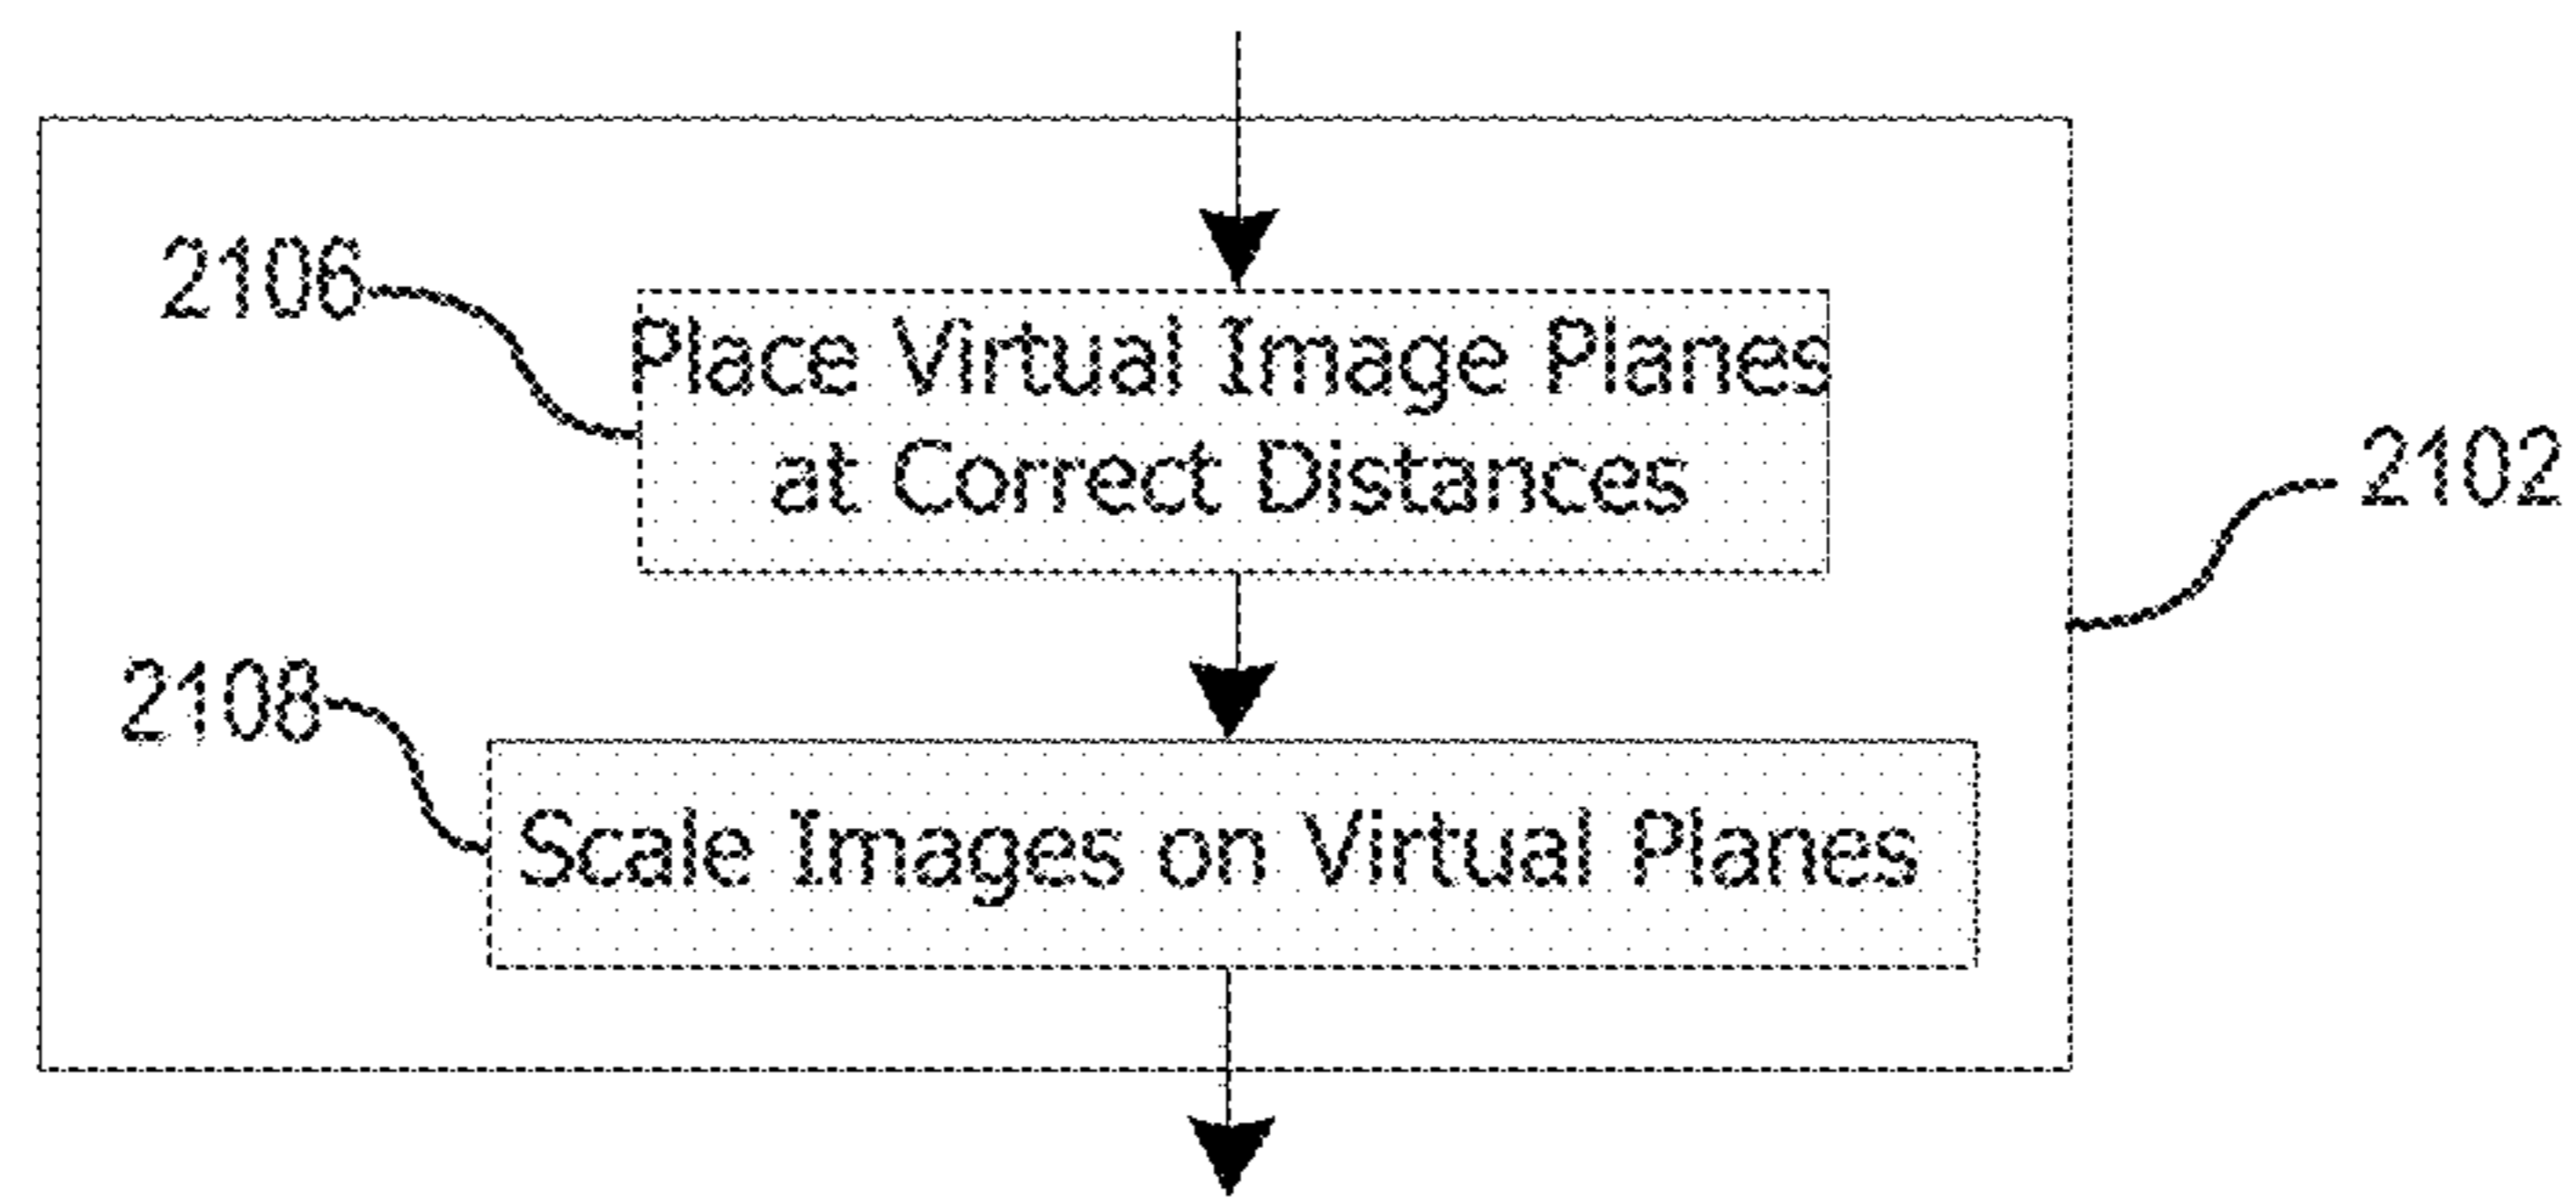 2106
Place Virtual Image Planes
at Correct Distances
2102
2108
Scale Images on Virtual Planes